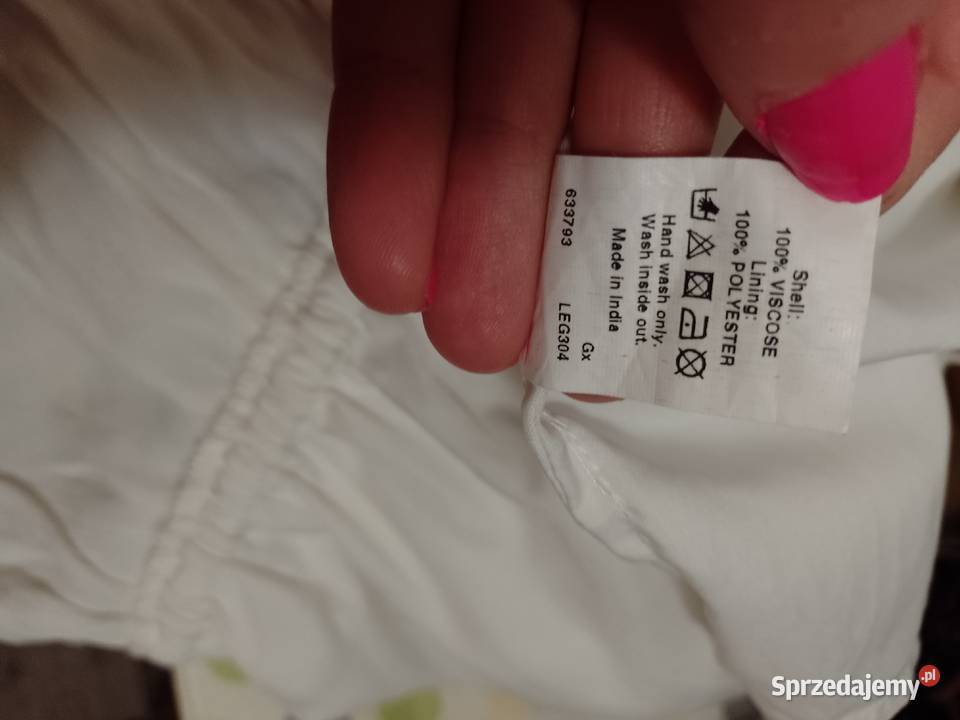 Shell:
100% VISCOSE
Lining:
100% POLYESTER
Hand wash only.
Wash inside out.
Made in India
Gx
633793 LEG304
Sprzedajemy.pl